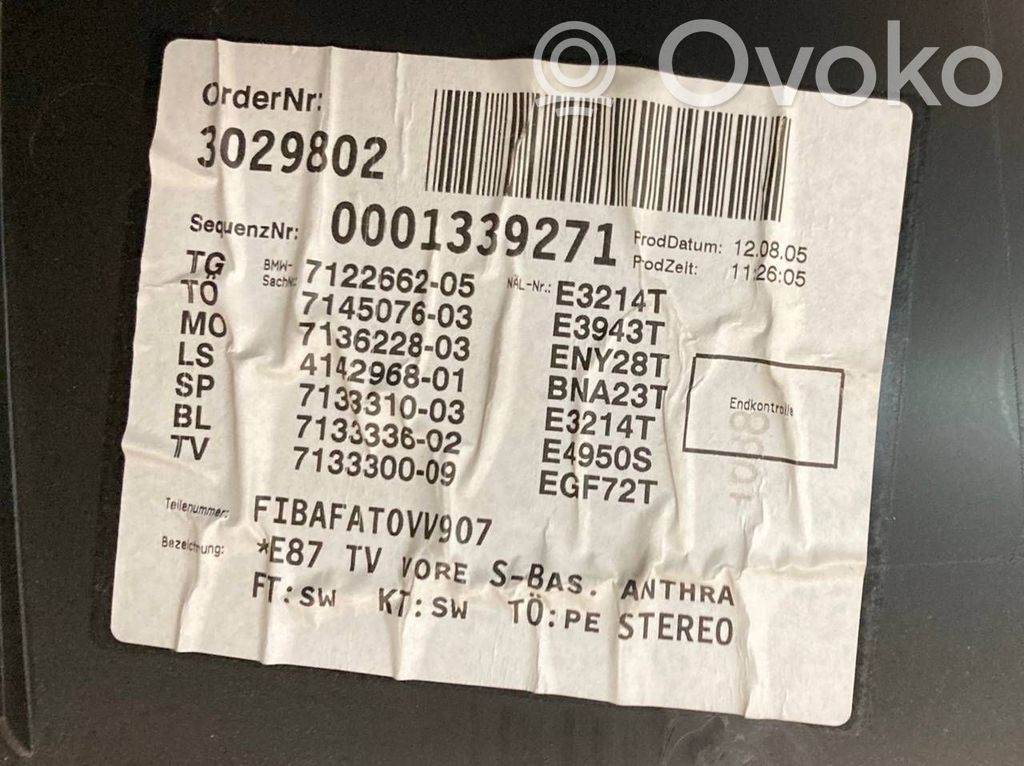 Ovoko
OrderNr:
3029802
SequenzNr: 0001339271
ProdDatum: 12.08.05
ProdZeit: 11:26:05
TG BMW-SachNr: 7122662-05 NAL-Nr.: E3214T
TÖ 7145076-03 E3943T
MO 7136228-03 ENY28T
LS 4142968-01 BNA23T
SP 7133310-03 E3214T
BL 7133336-02 E4950S
TV 7133300-09 EGF72T
Endkontrolle
Teilenummer: FIBAFATOVV907
Bezeichnung: *E87 TV VORE S-BAS. ANTHRA
FT:SW KT:SW TÖ:PE STEREO